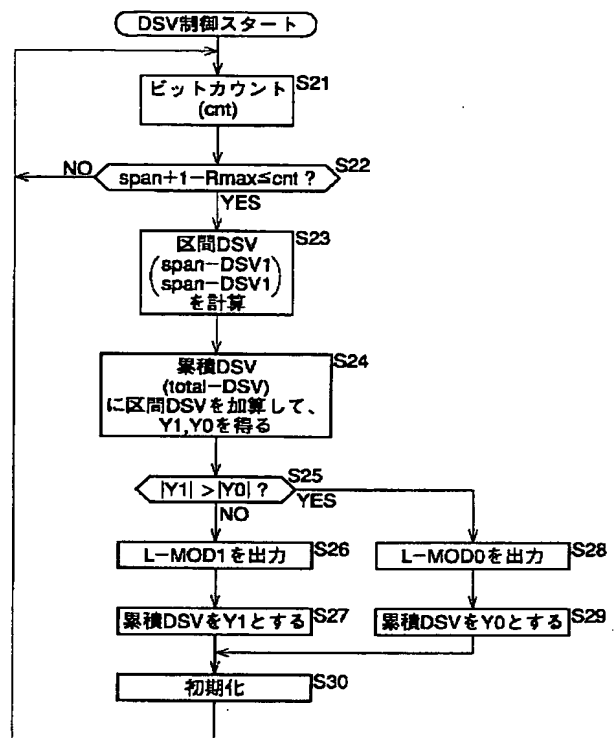 DSV制御スタート
ビットカウント
(cnt)
S21
span+1-Rmax≦cnt ?
S22
NO
YES
区間DSV
(span-DSV1
span-DSV1)
を計算
S23
累積DSV
(total-DSV)
に区間DSVを加算して、
Y1,Y0を得る
S24
|Y1| > |Y0| ?
S25
YES
NO
L-MOD1を出力
S26
L-MOD0を出力
S28
累積DSVをY1とする
S27
累積DSVをY0とする
S29
初期化
S30